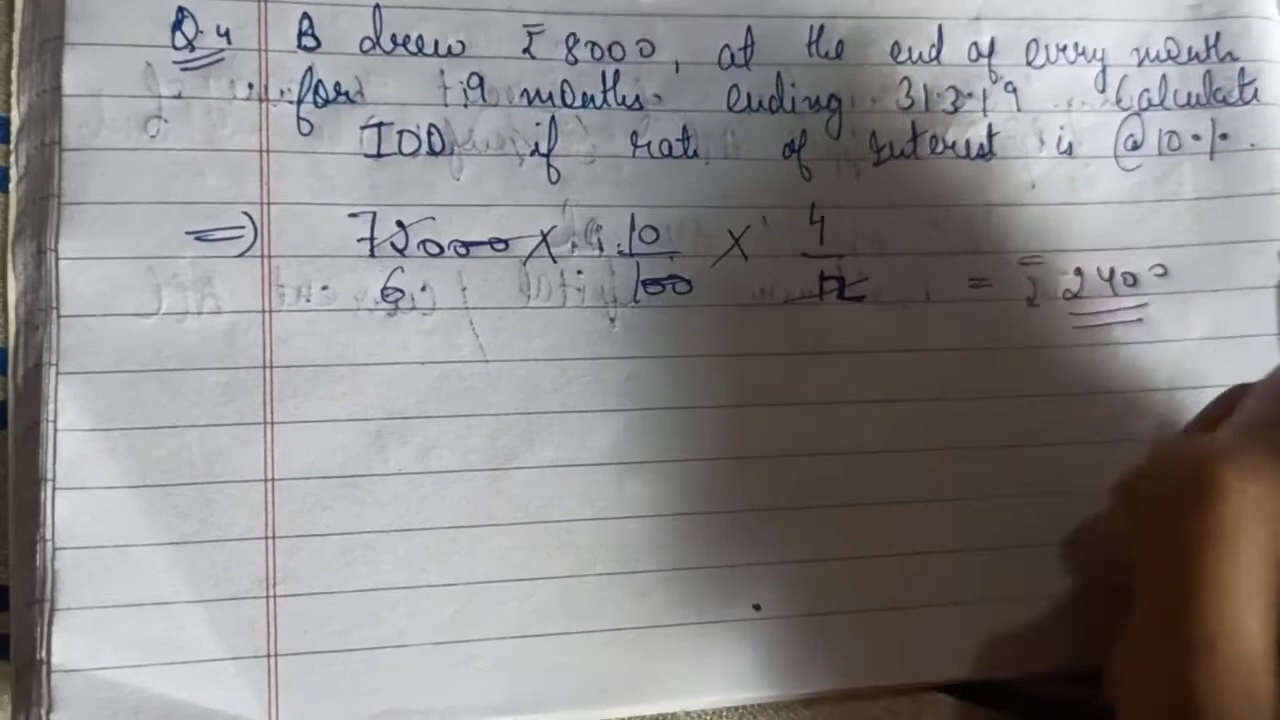 Q.4 B drew ₹ 8000, at the end of every month
for 9 months ending 31.3.19 Calculate
IOD if rate of interest is @ 10 %.
=> 72000 × 10/100 × 4/12 = ₹ 2400
6